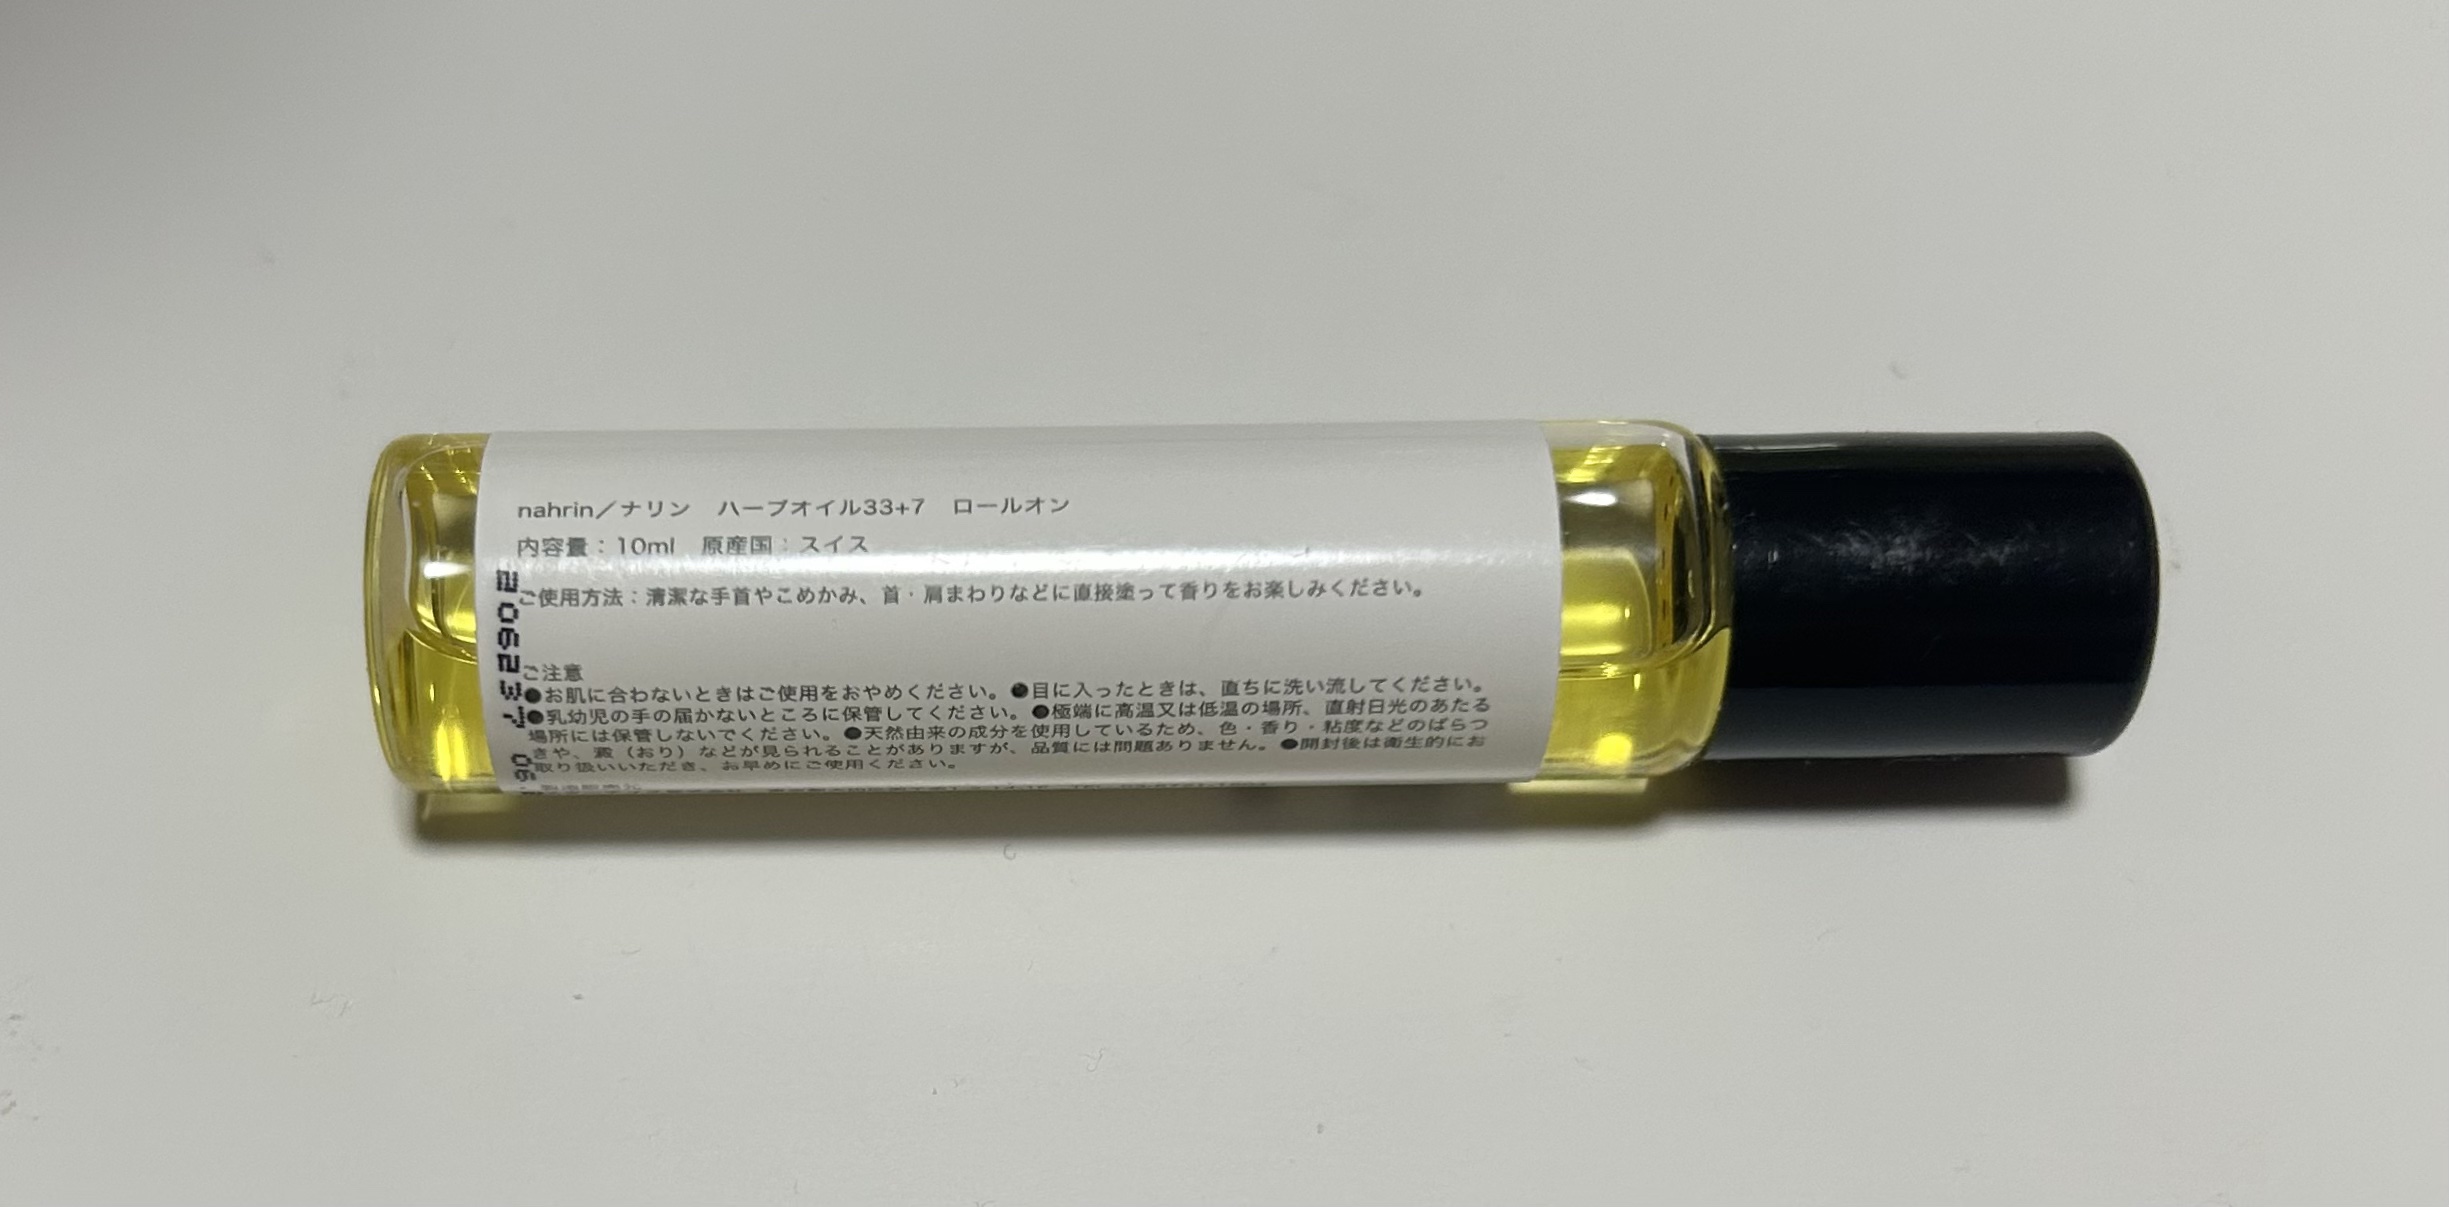 nahrin／ナリン　ハーブオイル33+7　ロールオン
内容量：10ml　原産国：スイス
ご使用方法：清潔な手首やこめかみ、首・肩まわりなどに直接塗って香りをお楽しみください。
ご注意
●お肌に合わないときはご使用をおやめください。●目に入ったときは、直ちに洗い流してください。
●乳幼児の手の届かないところに保管してください。●極端に高温又は低温の場所、直射日光のあたる
場所には保管しないでください。●天然由来の成分を使用しているため、色・香り・粘度などのばらつ
きや、澱（おり）などが見られることがありますが、品質には問題ありません。●開封後は衛生的にお
取り扱いいただき、お早めにご使用ください。